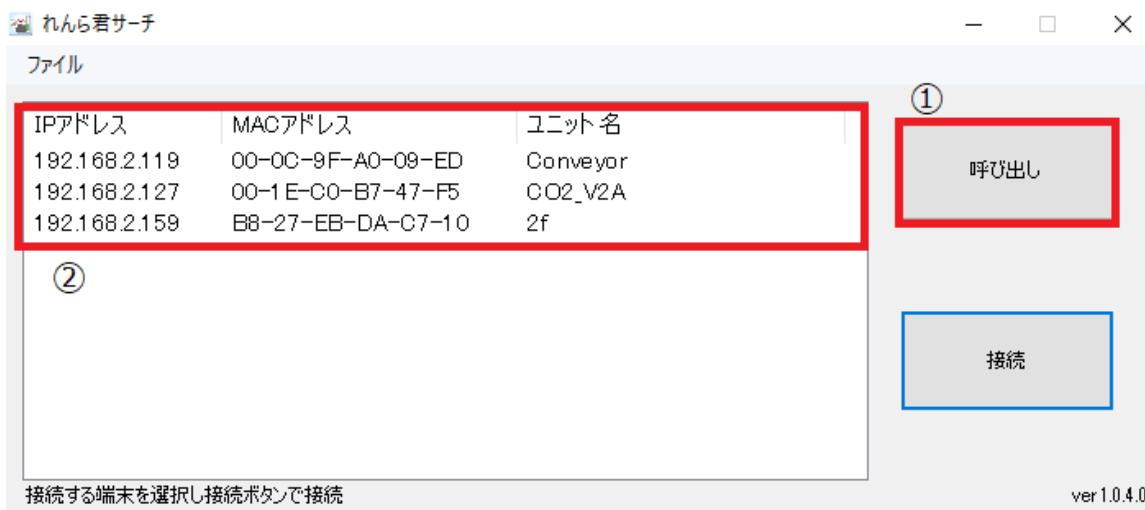 れんら君サーチ
ファイル
①
IPアドレス MACアドレス ユニット名
192.168.2.119 00-0C-9F-A0-09-ED Conveyor
192.168.2.127 00-1E-C0-B7-47-F5 CO2_V2A
192.168.2.159 B8-27-EB-DA-C7-10 2f
呼び出し
②
接続
接続する端末を選択し接続ボタンで接続
ver 1.0.4.0